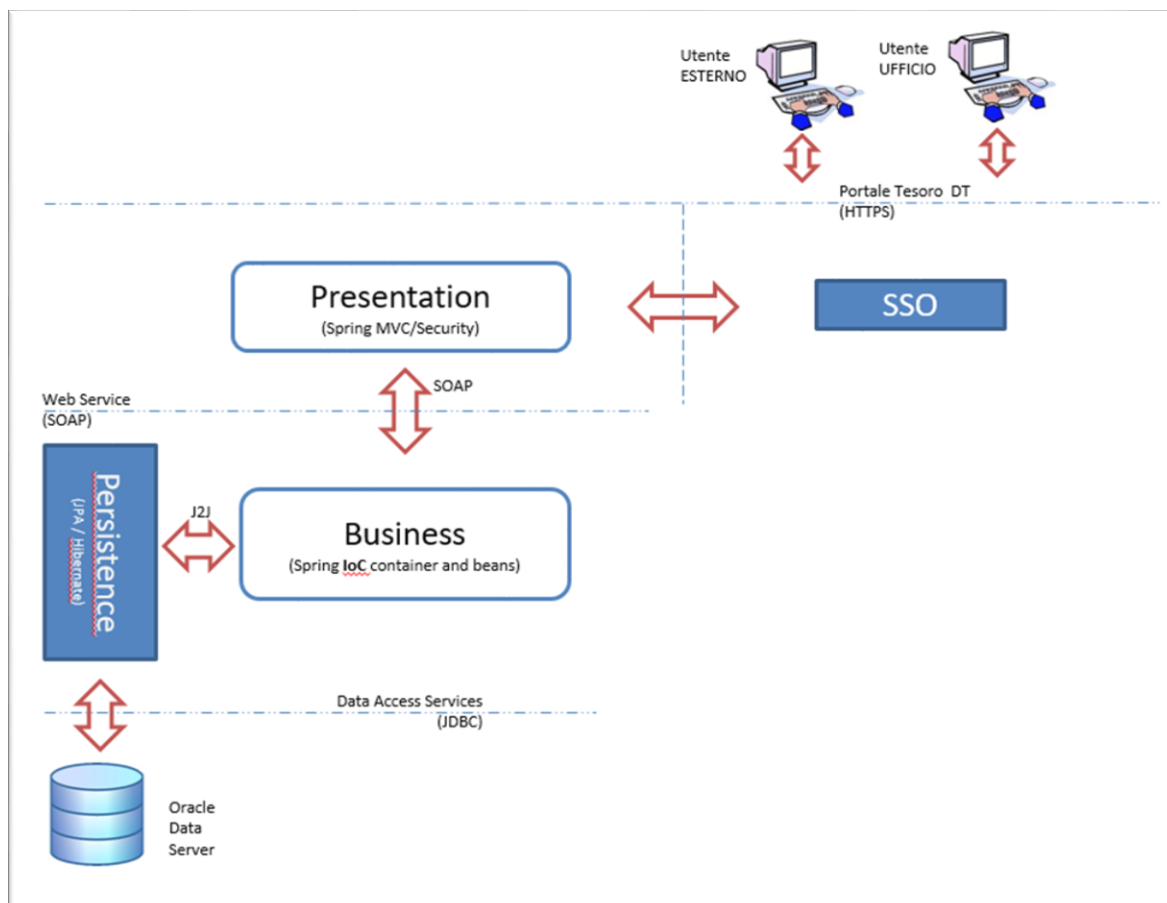 Utente
ESTERNO
Utente
UFFICIO
Portale Tesoro DT
(HTTPS)
Presentation
(Spring MVC/Security)
SSO
SOAP
Web Service
(SOAP)
Persistence
(JPA / Hibernate)
J2J
Business
(Spring IoC container and beans)
Data Access Services
(JDBC)
Oracle
Data
Server